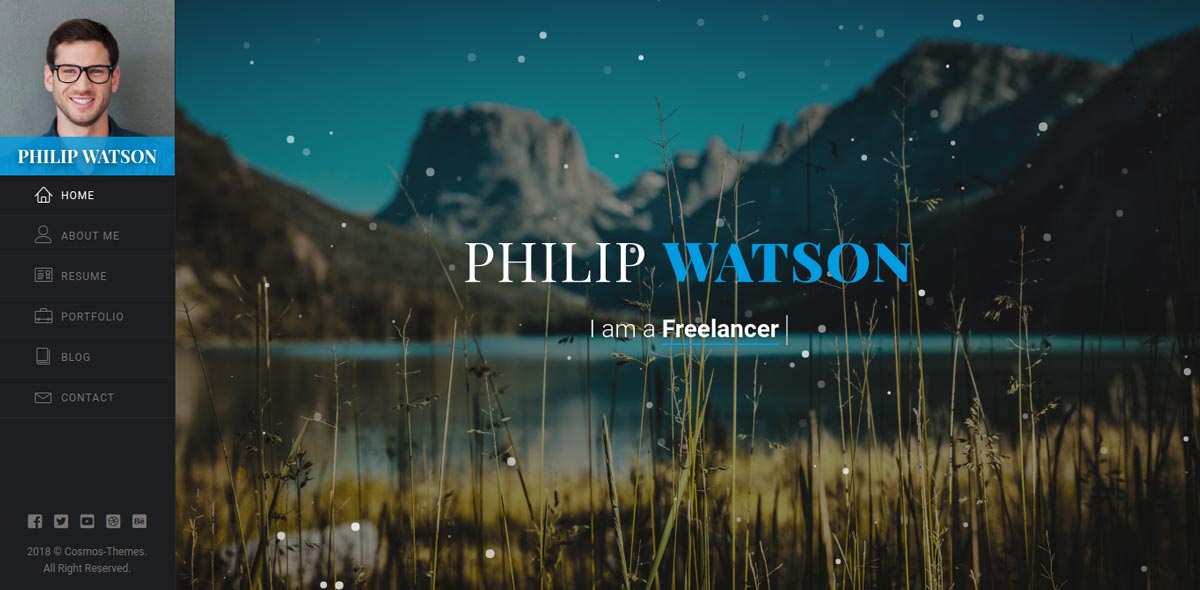 PHILIP WATSON
HOME
ABOUT ME
RESUME
PORTFOLIO
BLOG
CONTACT
2018 © Cosmos-Themes.
All Right Reserved.
PHILIP WATSON
I am a Freelancer